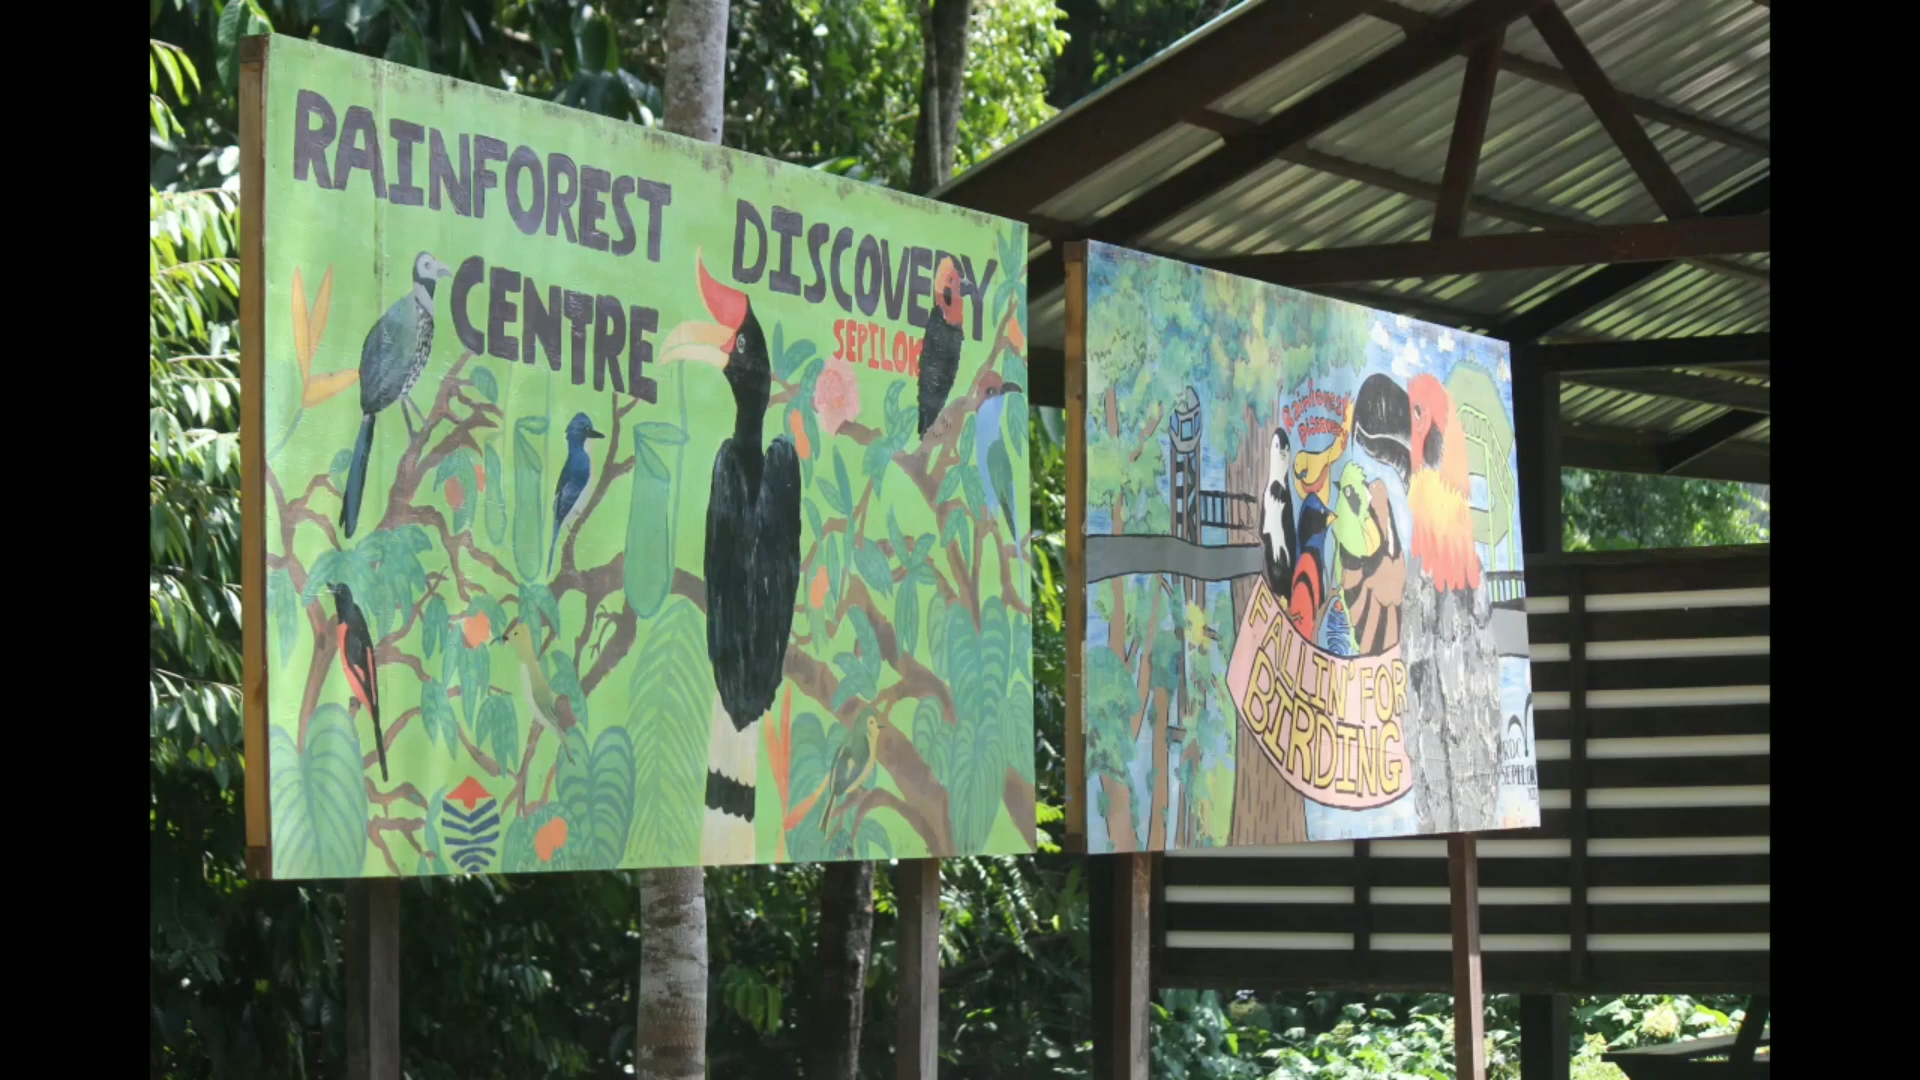 RAINFOREST DISCOVERY
CENTRE
SEPILOK
Rainforest
Discovery
FALLIN' FOR
BIRDING
RDC
SEPILOK